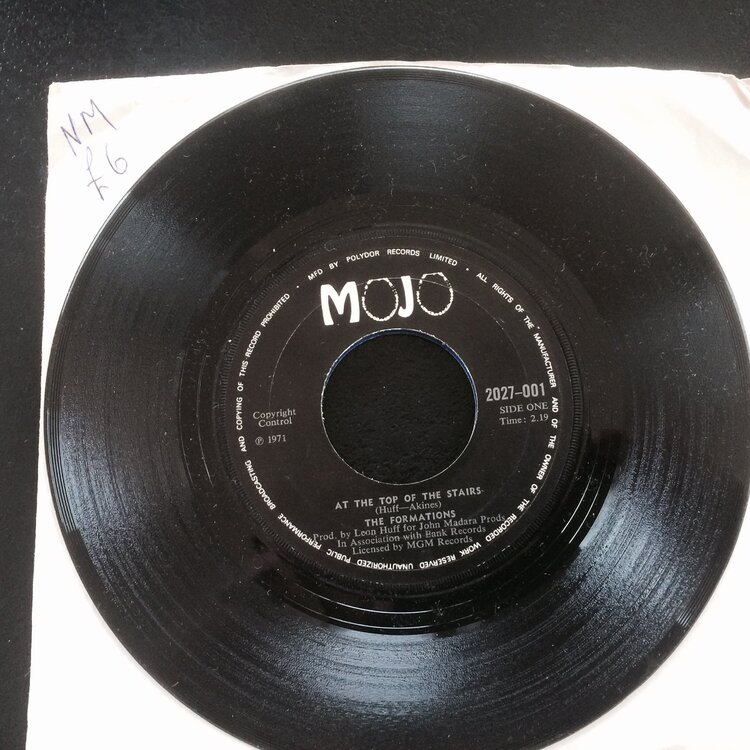 NM
£6
MFD BY POLYDOR RECORDS LIMITED · ALL RIGHTS OF THE MANUFACTURER AND OF THE OWNER OF THE RECORDED WORK RESERVED UNAUTHORIZED PUBLIC PERFORMANCE BROADCASTING AND COPYING OF THIS RECORD PROHIBITED ·
MOJO
2027-001
SIDE ONE
Time: 2.19
Copyright
Control
℗ 1971
AT THE TOP OF THE STAIRS
(Huff—Akines)
THE FORMATIONS
Prod. by Leon Huff for John Madara Prods
In Association with Bank Records
Licensed by MGM Records